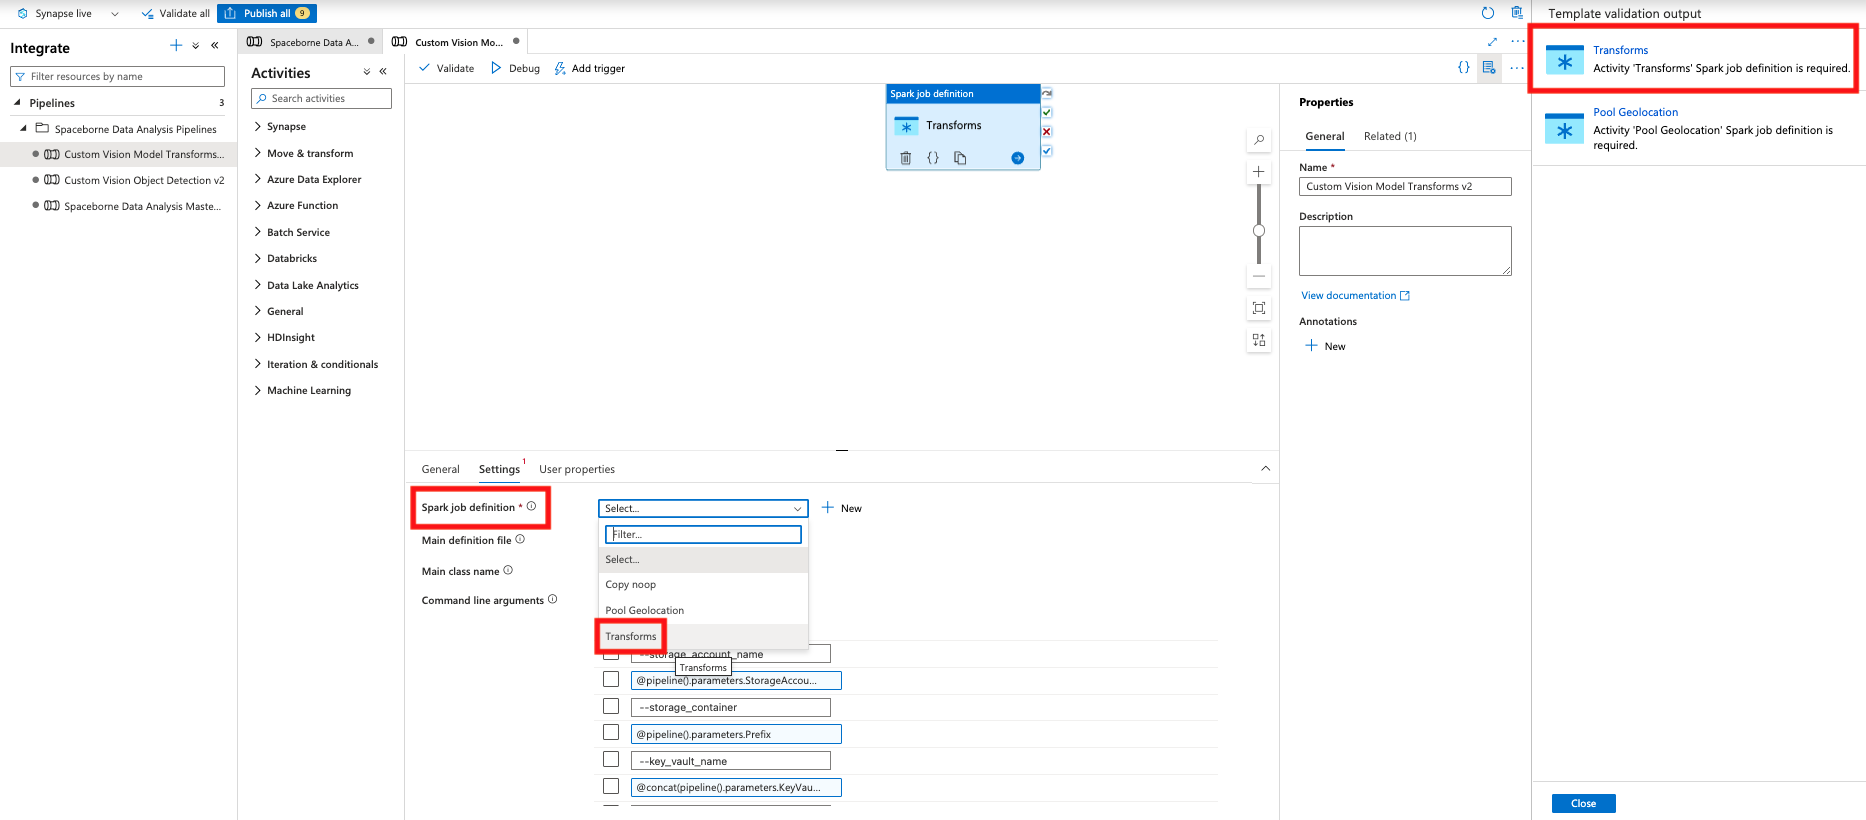 Synapse live
Validate all
Publish all 9
Template validation output
Integrate
Filter resources by name
Pipelines 3
Spaceborne Data Analysis Pipelines
Custom Vision Model Transforms...
Custom Vision Object Detection v2
Spaceborne Data Analysis Maste...
Spaceborne Data A...
Custom Vision Mo...
Activities
Search activities
Synapse
Move & transform
Azure Data Explorer
Azure Function
Batch Service
Databricks
Data Lake Analytics
General
HDInsight
Iteration & conditionals
Machine Learning
Validate
Debug
Add trigger
Spark job definition
Transforms
General
Settings 1
User properties
Spark job definition *
Main definition file
Main class name
Command line arguments
Select...
New
Filter...
Select...
Copy noop
Pool Geolocation
Transforms
--storage_account_name
Transforms
@pipeline().parameters.StorageAccou...
--storage_container
@pipeline().parameters.Prefix
--key_vault_name
@concat(pipeline().parameters.KeyVau...
Properties
General
Related (1)
Name *
Custom Vision Model Transforms v2
Description
View documentation
Annotations
New
Transforms
Activity 'Transforms' Spark job definition is required.
Pool Geolocation
Activity 'Pool Geolocation' Spark job definition is
required.
Close